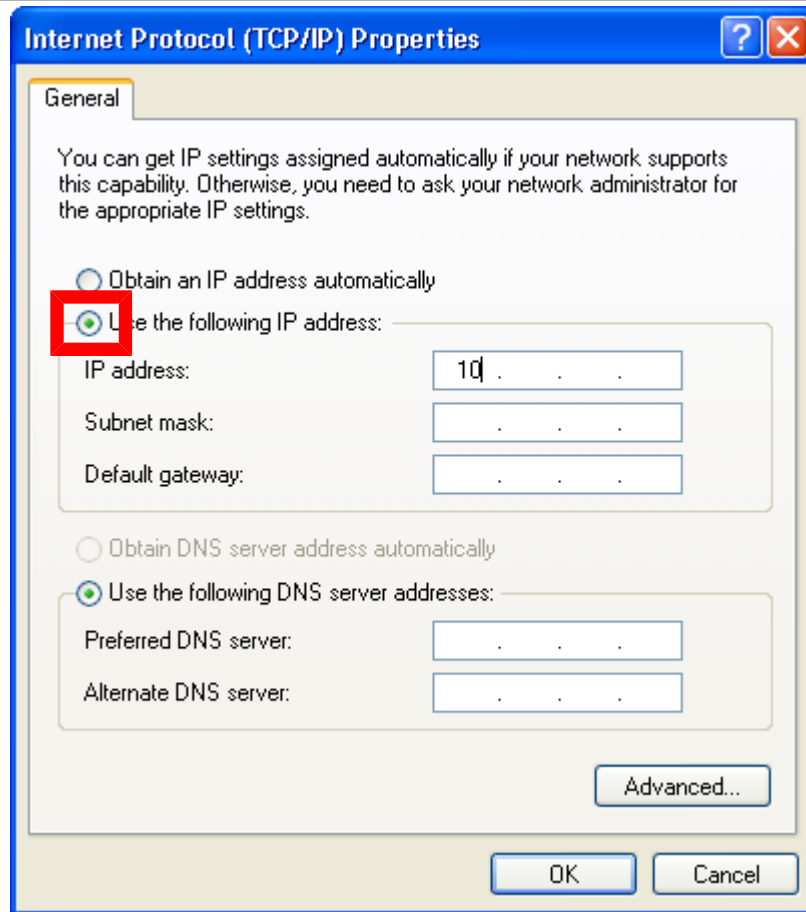 Internet Protocol (TCP/IP) Properties
?
General
You can get IP settings assigned automatically if your network supports
this capability. Otherwise, you need to ask your network administrator for
the appropriate IP settings.
Obtain an IP address automatically
Use the following IP address:
IP address: 10 . . .
Subnet mask: . . .
Default gateway: . . .
Obtain DNS server address automatically
Use the following DNS server addresses:
Preferred DNS server: . . .
Alternate DNS server: . . .
Advanced...
OK Cancel